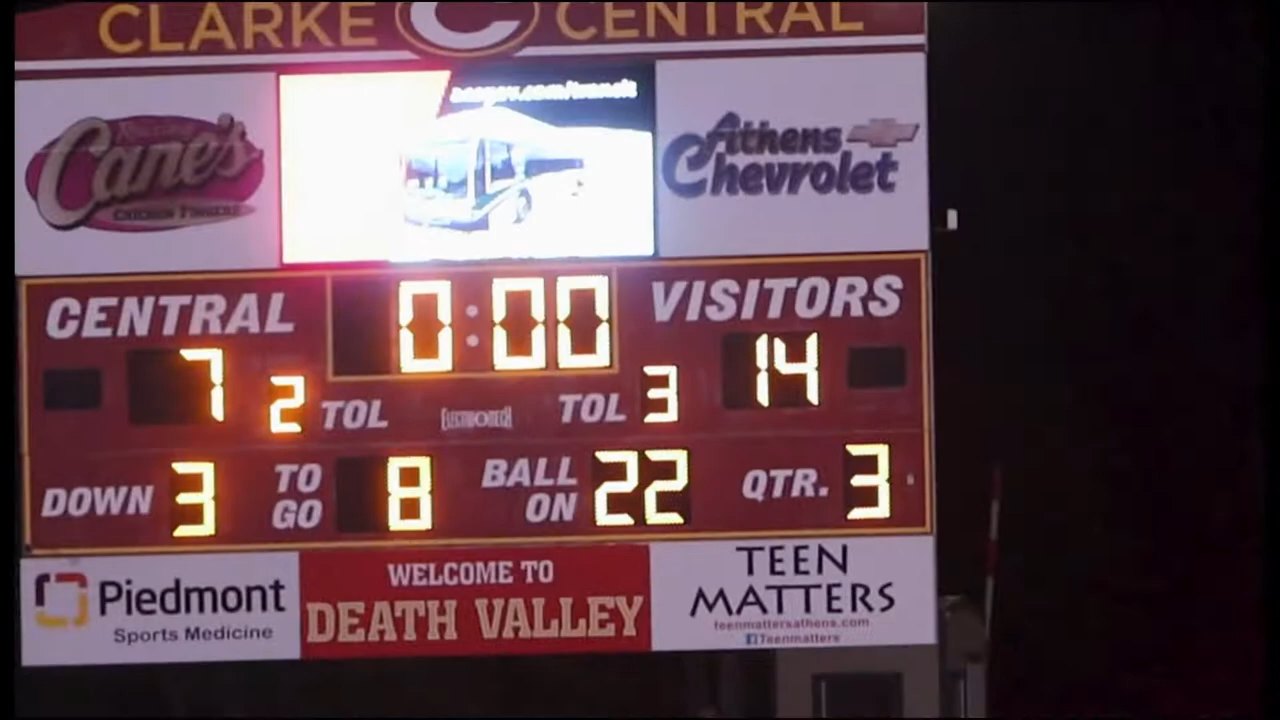 CLARKE C CENTRAL
Cane's
CHICKEN FINGERS
Athens
Chevrolet
CENTRAL
0:00
VISITORS
7
2 TOL
TOL 3
14
DOWN 3
TO GO 8
BALL ON 22
QTR. 3
Piedmont
Sports Medicine
WELCOME TO
DEATH VALLEY
TEEN
MATTERS
teenmattersathens.com
Teenmatters